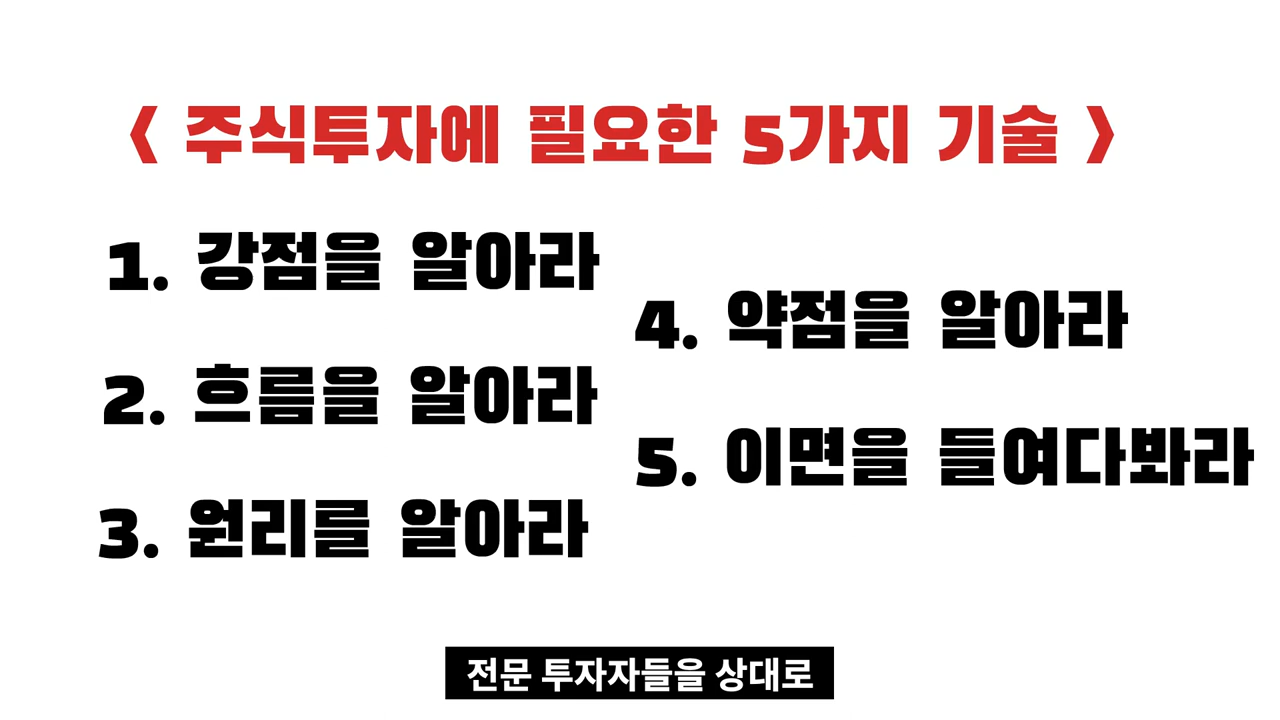 < 주식투자에 필요한 5가지 기술 >
1. 강점을 알아라
2. 흐름을 알아라
3. 원리를 알아라
4. 약점을 알아라
5. 이면을 들여다봐라
전문 투자자들을 상대로